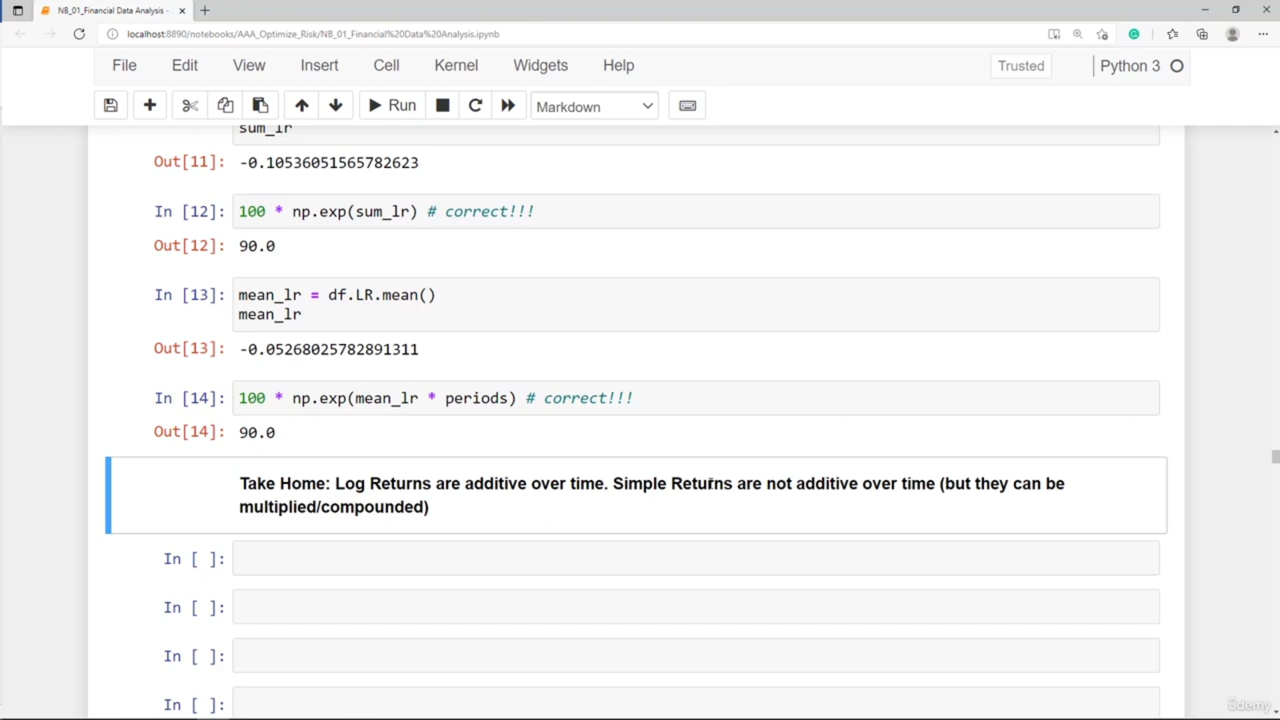 NB_01_Financial Data Analysis -
localhost:8890/notebooks/AAA_Optimize_Risk/NB_01_Financial%20Data%20Analysis.ipynb
File Edit View Insert Cell Kernel Widgets Help Trusted Python 3
Run Markdown
sum_lr
Out[11]: -0.10536051565782623
In [12]: 100 * np.exp(sum_lr) # correct!!!
Out[12]: 90.0
In [13]: mean_lr = df.LR.mean()
mean_lr
Out[13]: -0.05268025782891311
In [14]: 100 * np.exp(mean_lr * periods) # correct!!!
Out[14]: 90.0
Take Home: Log Returns are additive over time. Simple Returns are not additive over time (but they can be
multiplied/compounded)
In [ ]:
In [ ]:
In [ ]:
In [ ]:
ûdemy